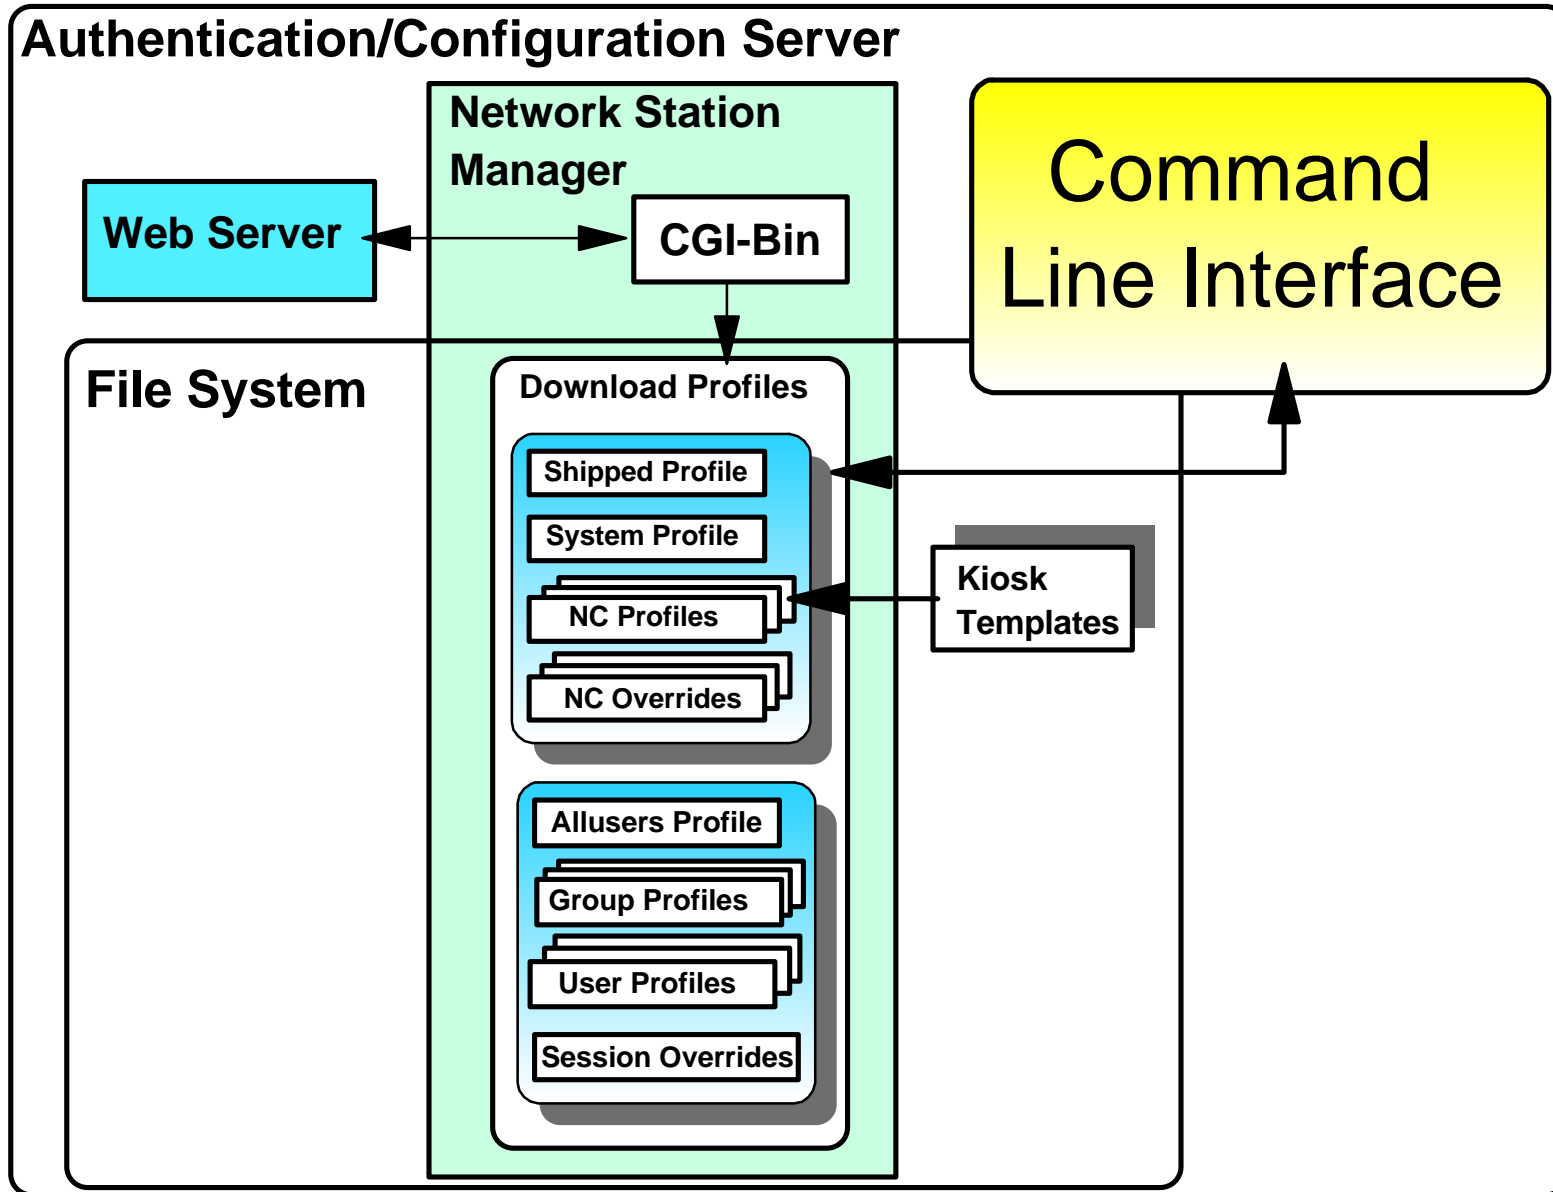 Authentication/Configuration Server
Network Station
Manager
Command
Line Interface
Web Server
CGI-Bin
File System
Download Profiles
Shipped Profile
System Profile
NC Profiles
NC Overrides
Kiosk
Templates
Allusers Profile
Group Profiles
User Profiles
Session Overrides